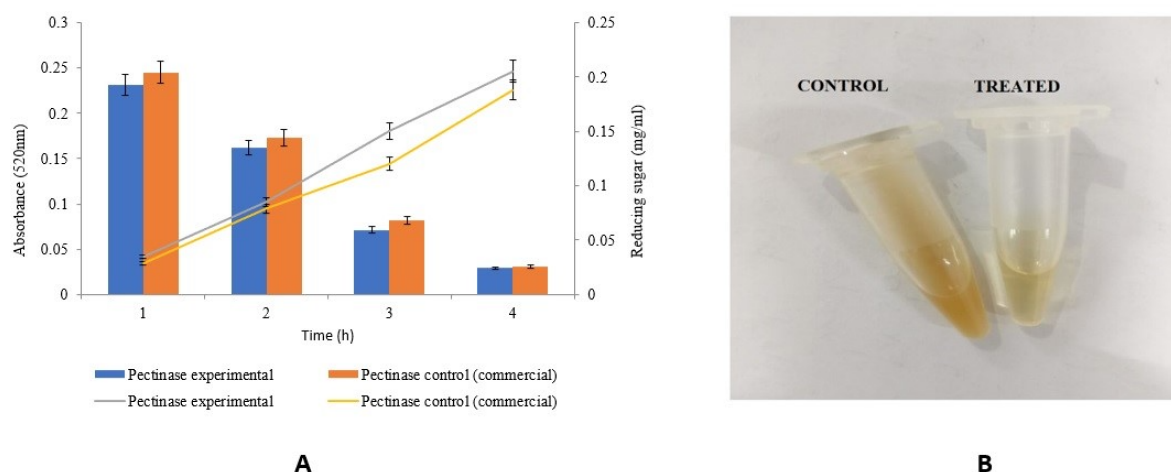 0.3
0.25
0.2
0.15
0.1
0.05
0
Absorbance (520nm)
0.25
0.2
0.15
0.1
0.05
0
Reducing sugar (mg/ml)
1 2 3 4
Time (h)
Pectinase experimental Pectinase control (commercial)
Pectinase experimental Pectinase control (commercial)
A
CONTROL TREATED
B